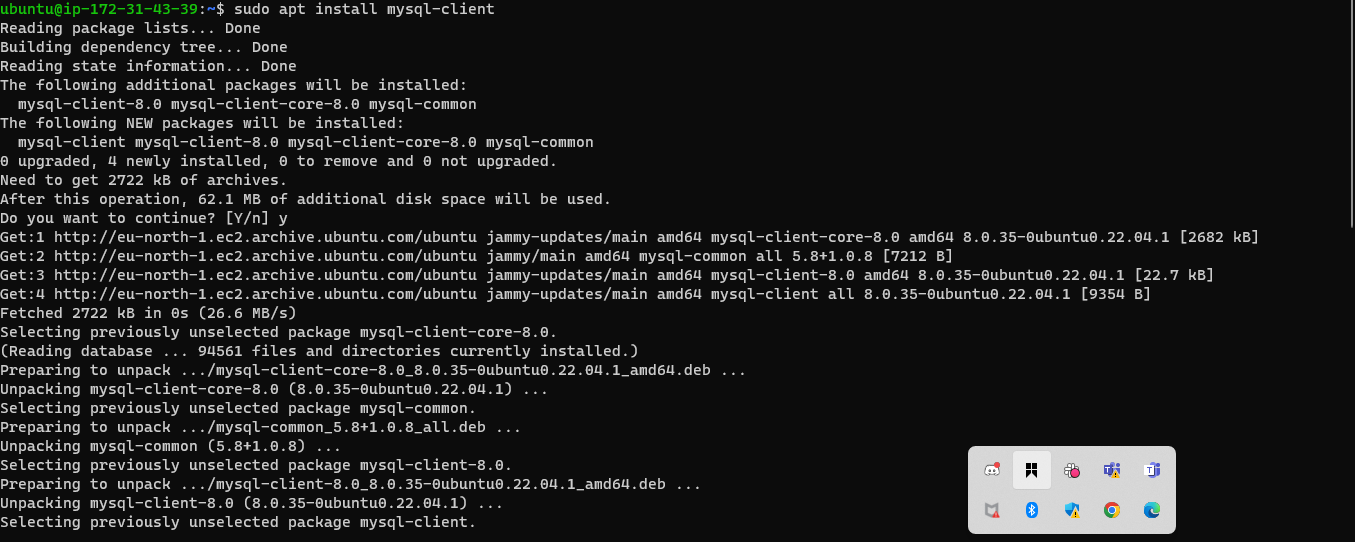 ubuntu@ip-172-31-43-39:~$ sudo apt install mysql-client
Reading package lists... Done
Building dependency tree... Done
Reading state information... Done
The following additional packages will be installed:
  mysql-client-8.0 mysql-client-core-8.0 mysql-common
The following NEW packages will be installed:
  mysql-client mysql-client-8.0 mysql-client-core-8.0 mysql-common
0 upgraded, 4 newly installed, 0 to remove and 0 not upgraded.
Need to get 2722 kB of archives.
After this operation, 62.1 MB of additional disk space will be used.
Do you want to continue? [Y/n] y
Get:1 http://eu-north-1.ec2.archive.ubuntu.com/ubuntu jammy-updates/main amd64 mysql-client-core-8.0 amd64 8.0.35-0ubuntu0.22.04.1 [2682 kB]
Get:2 http://eu-north-1.ec2.archive.ubuntu.com/ubuntu jammy/main amd64 mysql-common all 5.8+1.0.8 [7212 B]
Get:3 http://eu-north-1.ec2.archive.ubuntu.com/ubuntu jammy-updates/main amd64 mysql-client-8.0 amd64 8.0.35-0ubuntu0.22.04.1 [22.7 kB]
Get:4 http://eu-north-1.ec2.archive.ubuntu.com/ubuntu jammy-updates/main amd64 mysql-client all 8.0.35-0ubuntu0.22.04.1 [9354 B]
Fetched 2722 kB in 0s (26.6 MB/s)
Selecting previously unselected package mysql-client-core-8.0.
(Reading database ... 94561 files and directories currently installed.)
Preparing to unpack .../mysql-client-core-8.0_8.0.35-0ubuntu0.22.04.1_amd64.deb ...
Unpacking mysql-client-core-8.0 (8.0.35-0ubuntu0.22.04.1) ...
Selecting previously unselected package mysql-common.
Preparing to unpack .../mysql-common_5.8+1.0.8_all.deb ...
Unpacking mysql-common (5.8+1.0.8) ...
Selecting previously unselected package mysql-client-8.0.
Preparing to unpack .../mysql-client-8.0_8.0.35-0ubuntu0.22.04.1_amd64.deb ...
Unpacking mysql-client-8.0 (8.0.35-0ubuntu0.22.04.1) ...
Selecting previously unselected package mysql-client.